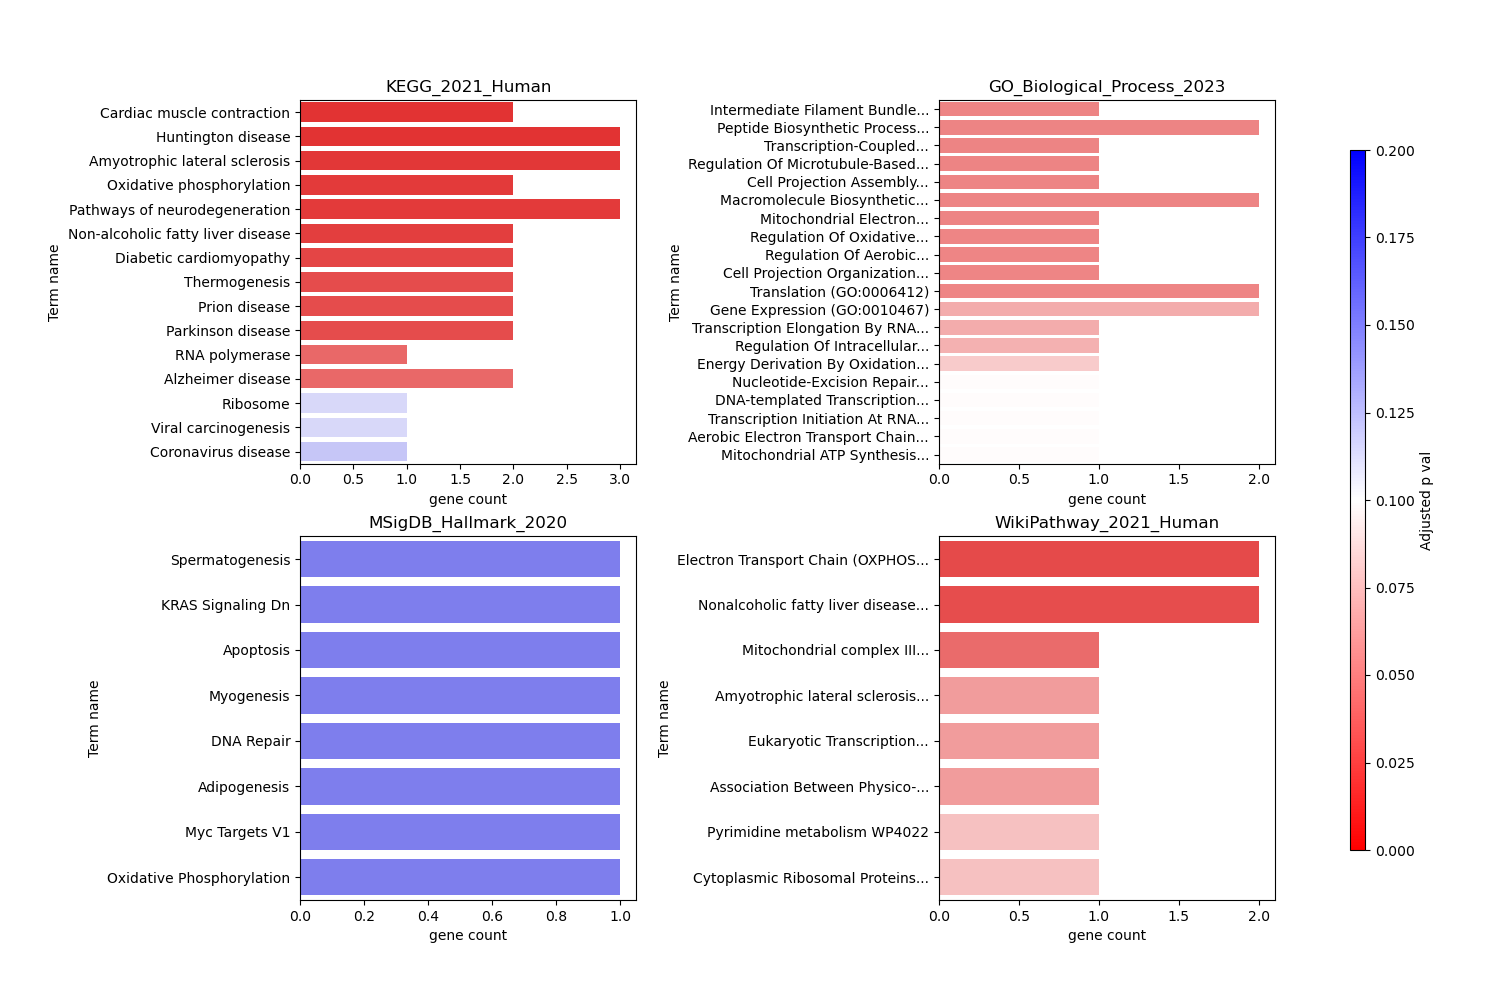 KEGG_2021_Human
Term name
Cardiac muscle contraction
Huntington disease
Amyotrophic lateral sclerosis
Oxidative phosphorylation
Pathways of neurodegeneration
Non-alcoholic fatty liver disease
Diabetic cardiomyopathy
Thermogenesis
Prion disease
Parkinson disease
RNA polymerase
Alzheimer disease
Ribosome
Viral carcinogenesis
Coronavirus disease
0.0 0.5 1.0 1.5 2.0 2.5 3.0
gene count
GO_Biological_Process_2023
Term name
Intermediate Filament Bundle...
Peptide Biosynthetic Process...
Transcription-Coupled...
Regulation Of Microtubule-Based...
Cell Projection Assembly...
Macromolecule Biosynthetic...
Mitochondrial Electron...
Regulation Of Oxidative...
Regulation Of Aerobic...
Cell Projection Organization...
Translation (GO:0006412)
Gene Expression (GO:0010467)
Transcription Elongation By RNA...
Regulation Of Intracellular...
Energy Derivation By Oxidation...
Nucleotide-Excision Repair...
DNA-templated Transcription...
Transcription Initiation At RNA...
Aerobic Electron Transport Chain...
Mitochondrial ATP Synthesis...
0.0 0.5 1.0 1.5 2.0
gene count
MSigDB_Hallmark_2020
Term name
Spermatogenesis
KRAS Signaling Dn
Apoptosis
Myogenesis
DNA Repair
Adipogenesis
Myc Targets V1
Oxidative Phosphorylation
0.0 0.2 0.4 0.6 0.8 1.0
gene count
WikiPathway_2021_Human
Term name
Electron Transport Chain (OXPHOS...
Nonalcoholic fatty liver disease...
Mitochondrial complex III...
Amyotrophic lateral sclerosis...
Eukaryotic Transcription...
Association Between Physico-...
Pyrimidine metabolism WP4022
Cytoplasmic Ribosomal Proteins...
0.0 0.5 1.0 1.5 2.0
gene count
0.200
0.175
0.150
0.125
0.100
0.075
0.050
0.025
0.000
Adjusted p val